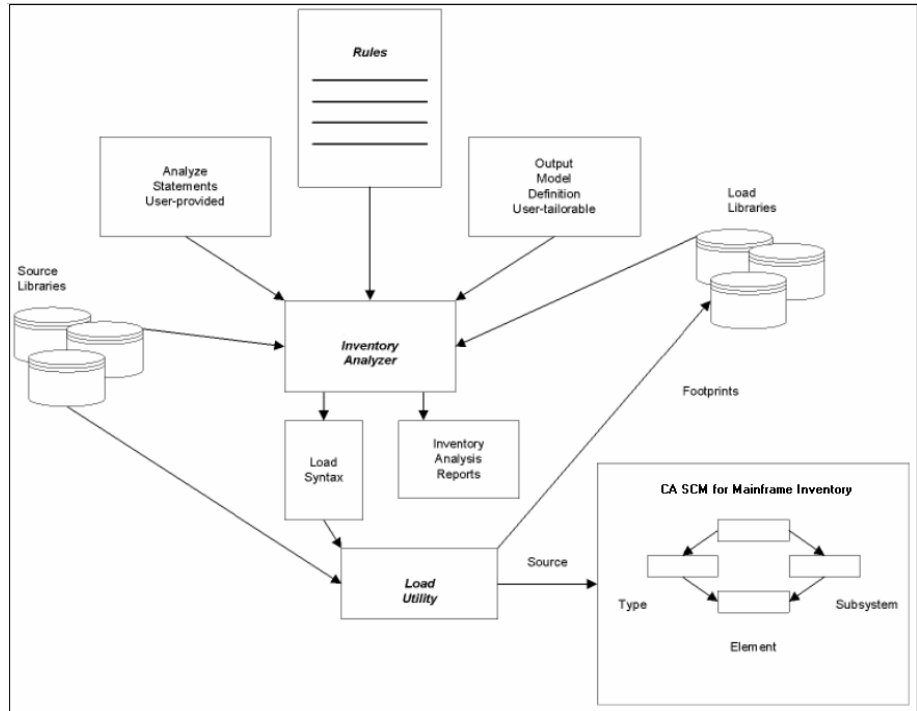 Rules
Analyze
Statements
User-provided
Output
Model
Definition
User-tailorable
Load
Libraries
Source
Libraries
Inventory
Analyzer
Footprints
Load
Syntax
Inventory
Analysis
Reports
CA SCM for Mainframe Inventory
Load
Utility
Source
Type
Subsystem
Element